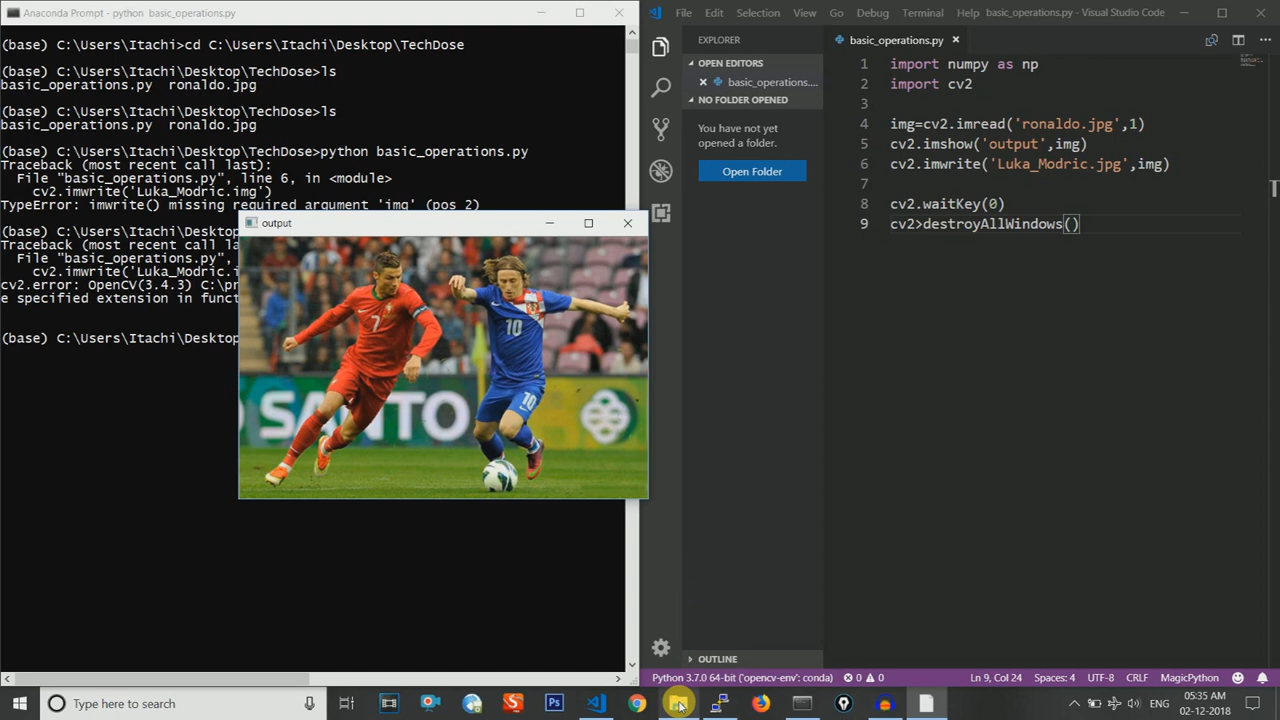 Anaconda Prompt - python basic_operations.py
(base) C:\Users\Itachi>cd C:\Users\Itachi\Desktop\TechDose
(base) C:\Users\Itachi\Desktop\TechDose>ls
basic_operations.py ronaldo.jpg
(base) C:\Users\Itachi\Desktop\TechDose>ls
basic_operations.py ronaldo.jpg
(base) C:\Users\Itachi\Desktop\TechDose>python basic_operations.py
Traceback (most recent call last):
File "basic_operations.py", line 6, in <module>
cv2.imwrite('Luka_Modric.img')
TypeError: imwrite() missing required argument 'img' (pos 2)
(base) C:\Users\Itachi\Desktop
Traceback (most recent call
File "basic_operations.py",
cv2.imwrite('Luka_Modric.i
cv2.error: OpenCV(3.4.3) C:\pr
e specified extension in funct
(base) C:\Users\Itachi\Desktop
output
7
10
10
SANTO
File Edit Selection View Go Debug Terminal Help basic_operations.py - Visual Studio Code
EXPLORER
OPEN EDITORS
basic_operations....
NO FOLDER OPENED
You have not yet
opened a folder.
Open Folder
OUTLINE
basic_operations.py
1 import numpy as np
2 import cv2
3
4 img=cv2.imread('ronaldo.jpg',1)
5 cv2.imshow('output',img)
6 cv2.imwrite('Luka_Modric.jpg',img)
7
8 cv2.waitKey(0)
9 cv2>destroyAllWindows()
Python 3.7.0 64-bit ('opencv-env': conda) 0 0 Ln 9, Col 24 Spaces: 4 UTF-8 CRLF MagicPython
Type here to search
Ps
ENG
05:35 AM
02-12-2018